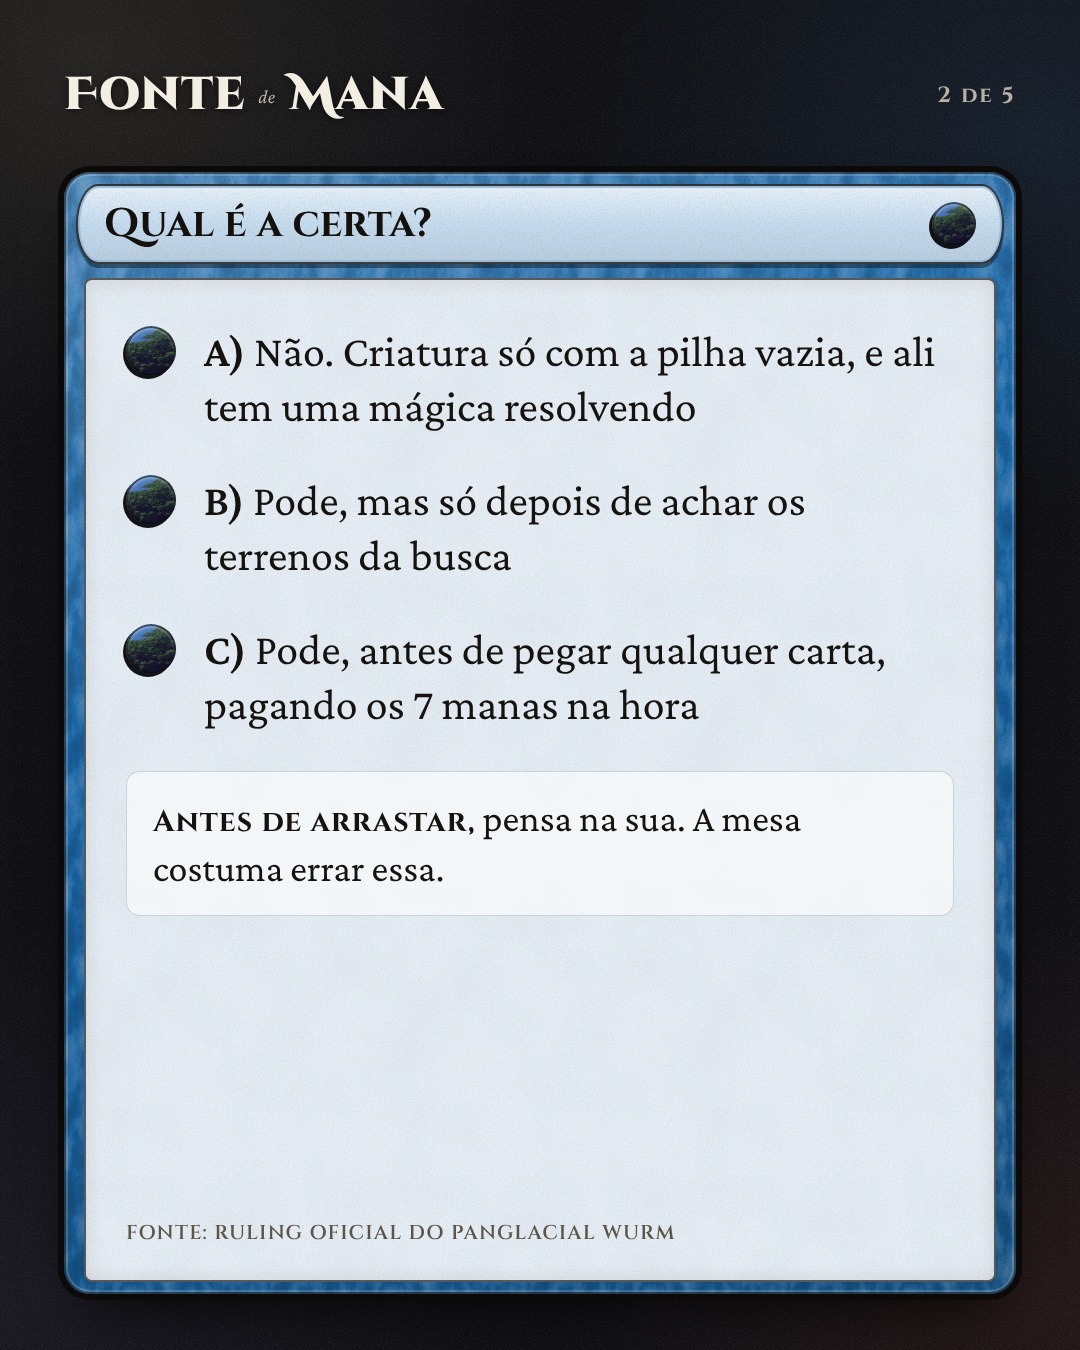 Fonte de Mana
2 de 5
Qual é a certa?
A) Não. Criatura só com a pilha vazia, e ali
tem uma mágica resolvendo
B) Pode, mas só depois de achar os
terrenos da busca
C) Pode, antes de pegar qualquer carta,
pagando os 7 manas na hora
Antes de arrastar, pensa na sua. A mesa
costuma errar essa.
FONTE: RULING OFICIAL DO PANGLACIAL WURM